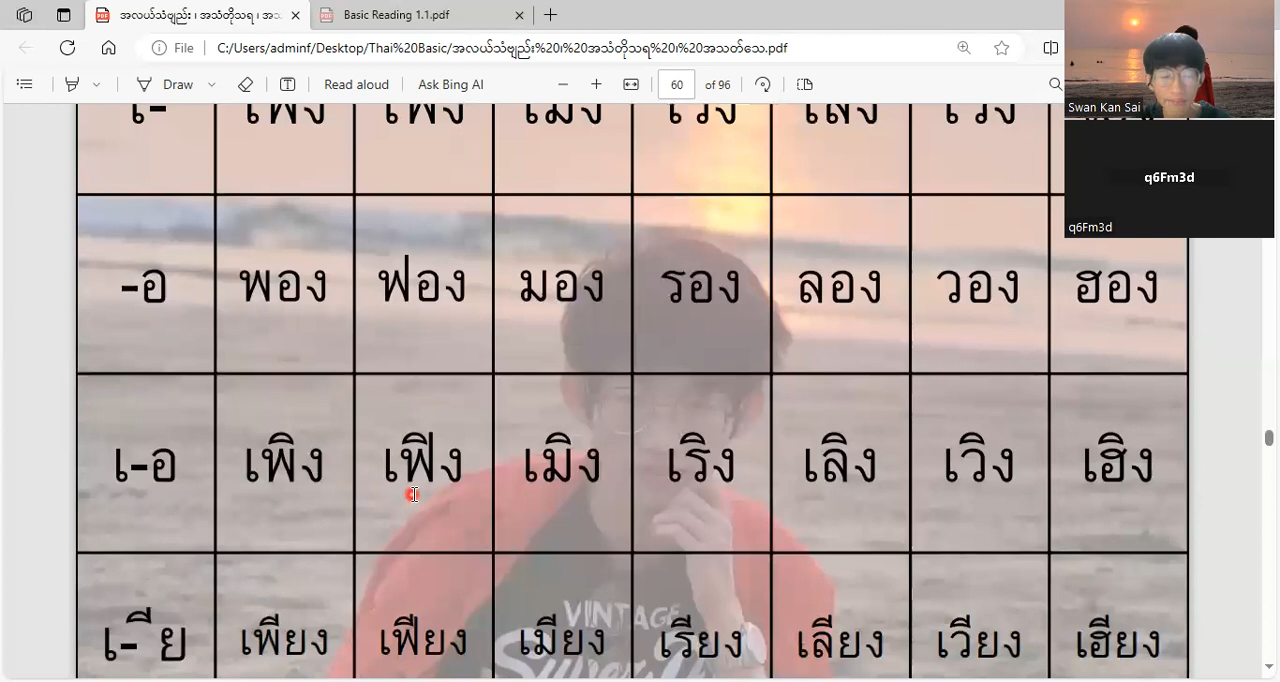 အလယ်သံဗျည်း ၊ အသံတိုသရ ၊ အသ
Basic Reading 1.1.pdf
File
C:/Users/adminf/Desktop/Thai%20Basic/အလယ်သံဗျည်း%20၊%20အသံတိုသရ%20၊%20အသတ်သေ.pdf
Draw
Read aloud
Ask Bing AI
60 of 96
Swan Kan Sai
q6Fm3d
q6Fm3d
-อ พอง ฟอง มอง รอง ลอง วอง ฮอง
เ-อ เพิง เฟิง เมิง เริง เลิง เวิง เฮิง
เ-ีย เพียง เฟียง เมียง เรียง เลียง เวียง เฮียง
VINTAGE